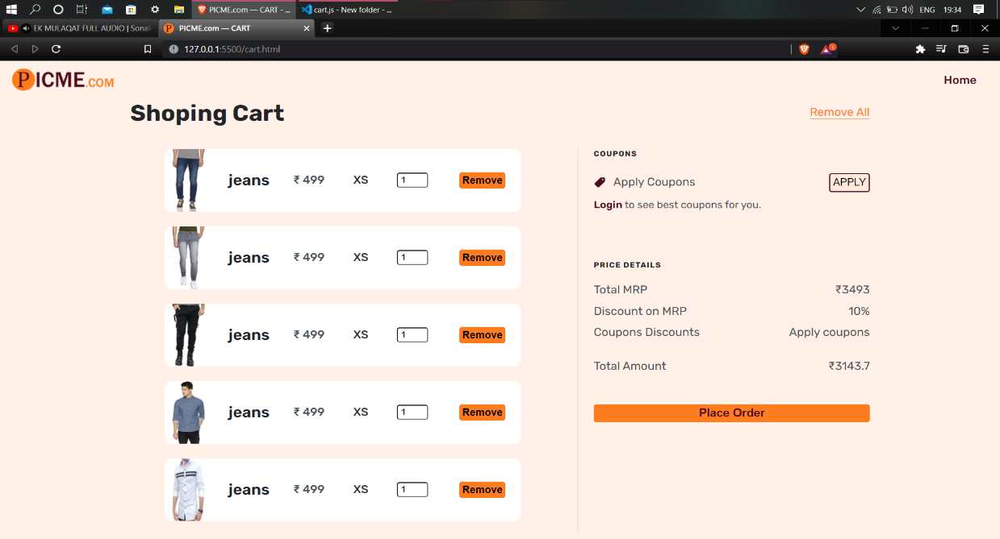 PICME.com — CART - ...
cart.js - New folder - ...
ENG
19:34
EK MULAQAT FULL AUDIO | Sonali
PICME.com — CART
127.0.0.1:5500/cart.html
1
PICME.COM
Home
Shoping Cart
Remove All
jeans ₹ 499 XS 1 Remove
jeans ₹ 499 XS 1 Remove
jeans ₹ 499 XS 1 Remove
jeans ₹ 499 XS 1 Remove
jeans ₹ 499 XS 1 Remove
COUPONS
Apply Coupons APPLY
Login to see best coupons for you.
PRICE DETAILS
Total MRP ₹3493
Discount on MRP 10%
Coupons Discounts Apply coupons
Total Amount ₹3143.7
Place Order